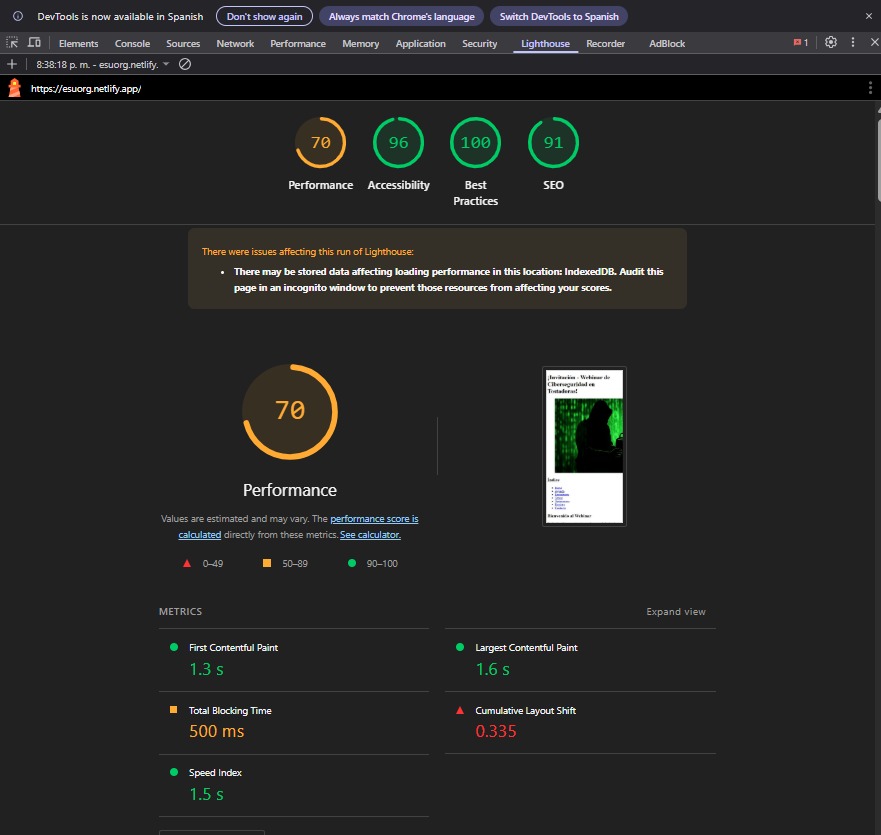 DevTools is now available in Spanish Don't show again Always match Chrome's language Switch DevTools to Spanish
Elements Console Sources Network Performance Memory Application Security Lighthouse Recorder AdBlock 1
8:38:18 p. m. - esuorg.netlify.
https://esuorg.netlify.app/
70 96 100 91
Performance Accessibility Best Practices SEO
There were issues affecting this run of Lighthouse:
There may be stored data affecting loading performance in this location: IndexedDB. Audit this
page in an incognito window to prevent those resources from affecting your scores.
¡Invitación - Webinar de
Ciberseguridad en
Tostadoras!
Bienvenido al Webinar
70
Performance
Values are estimated and may vary. The performance score is
calculated directly from these metrics. See calculator.
0–49 50–89 90–100
METRICS Expand view
First Contentful Paint
1.3 s
Largest Contentful Paint
1.6 s
Total Blocking Time
500 ms
Cumulative Layout Shift
0.335
Speed Index
1.5 s